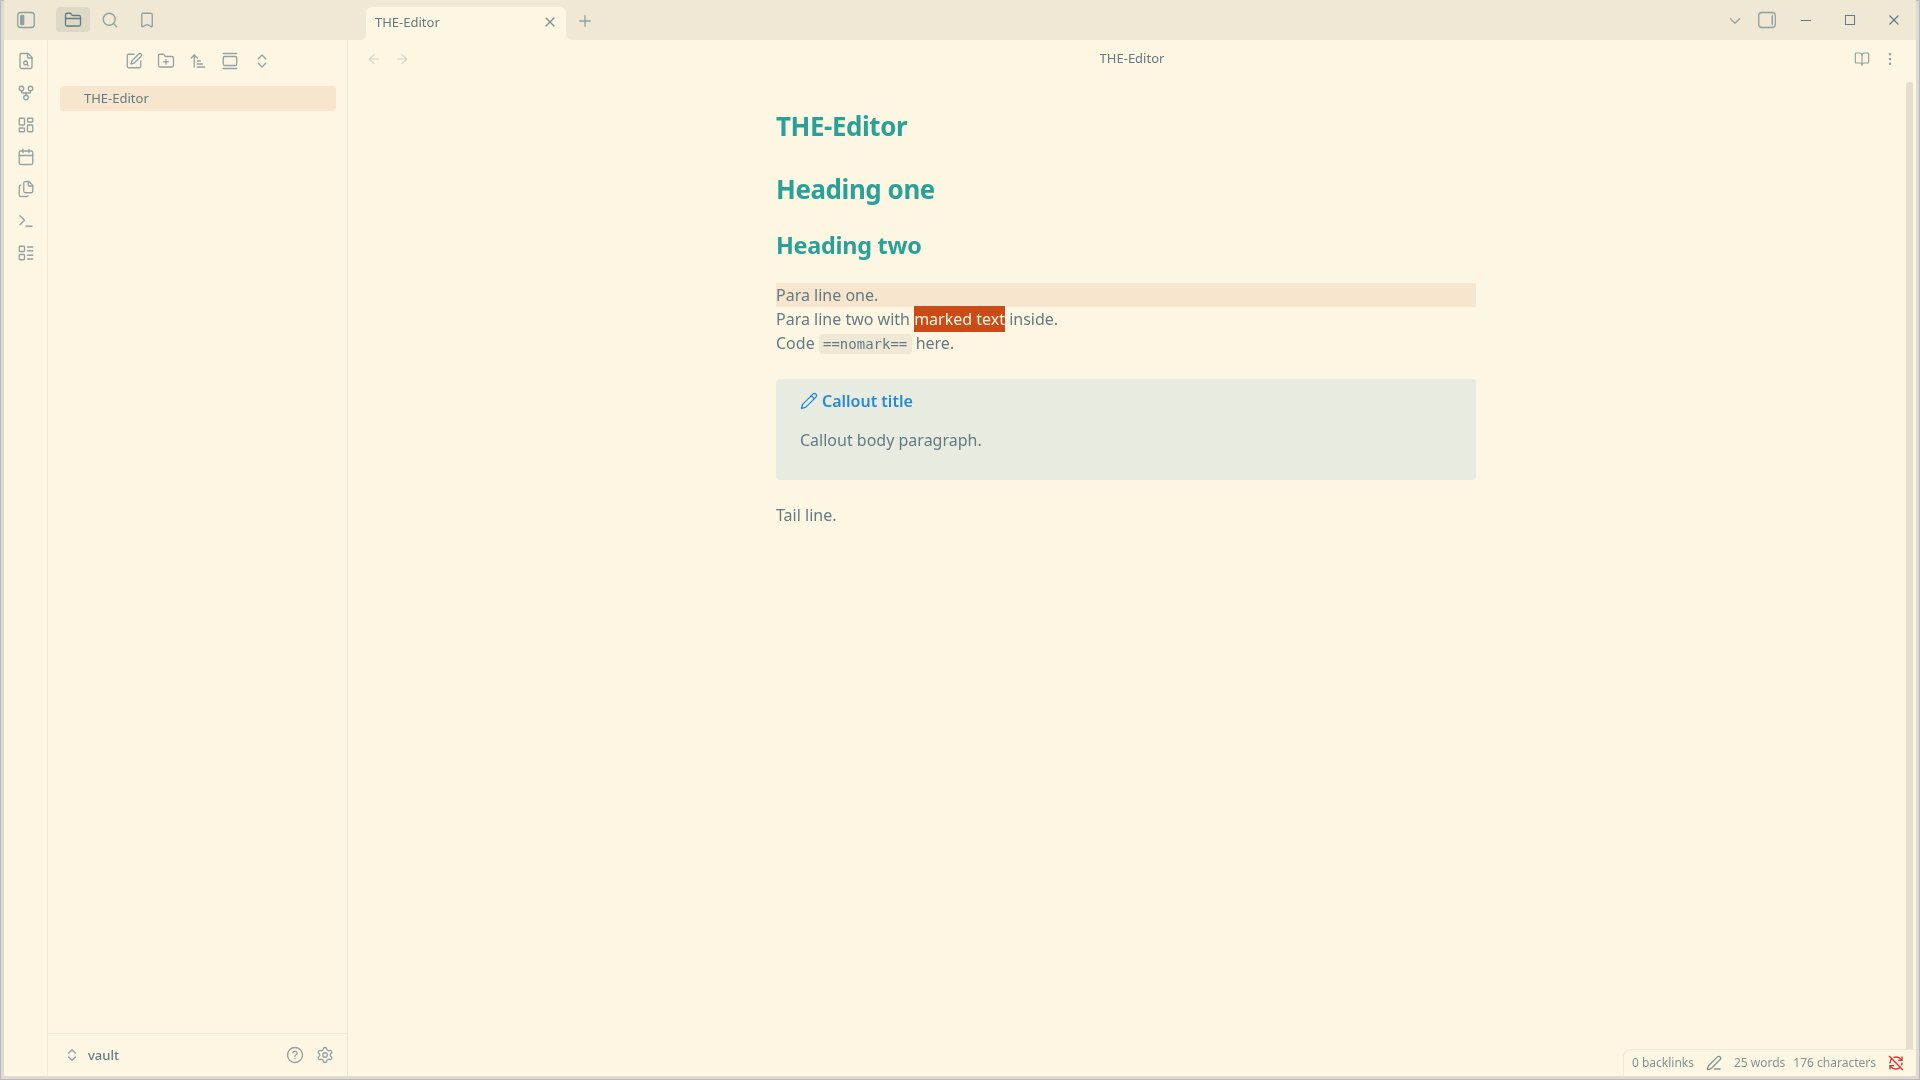 THE-Editor
THE-Editor
THE-Editor
THE-Editor
Heading one
Heading two
Para line one.
Para line two with marked text inside.
Code ==nomark== here.
Callout title
Callout body paragraph.
Tail line.
vault
0 backlinks 25 words 176 characters